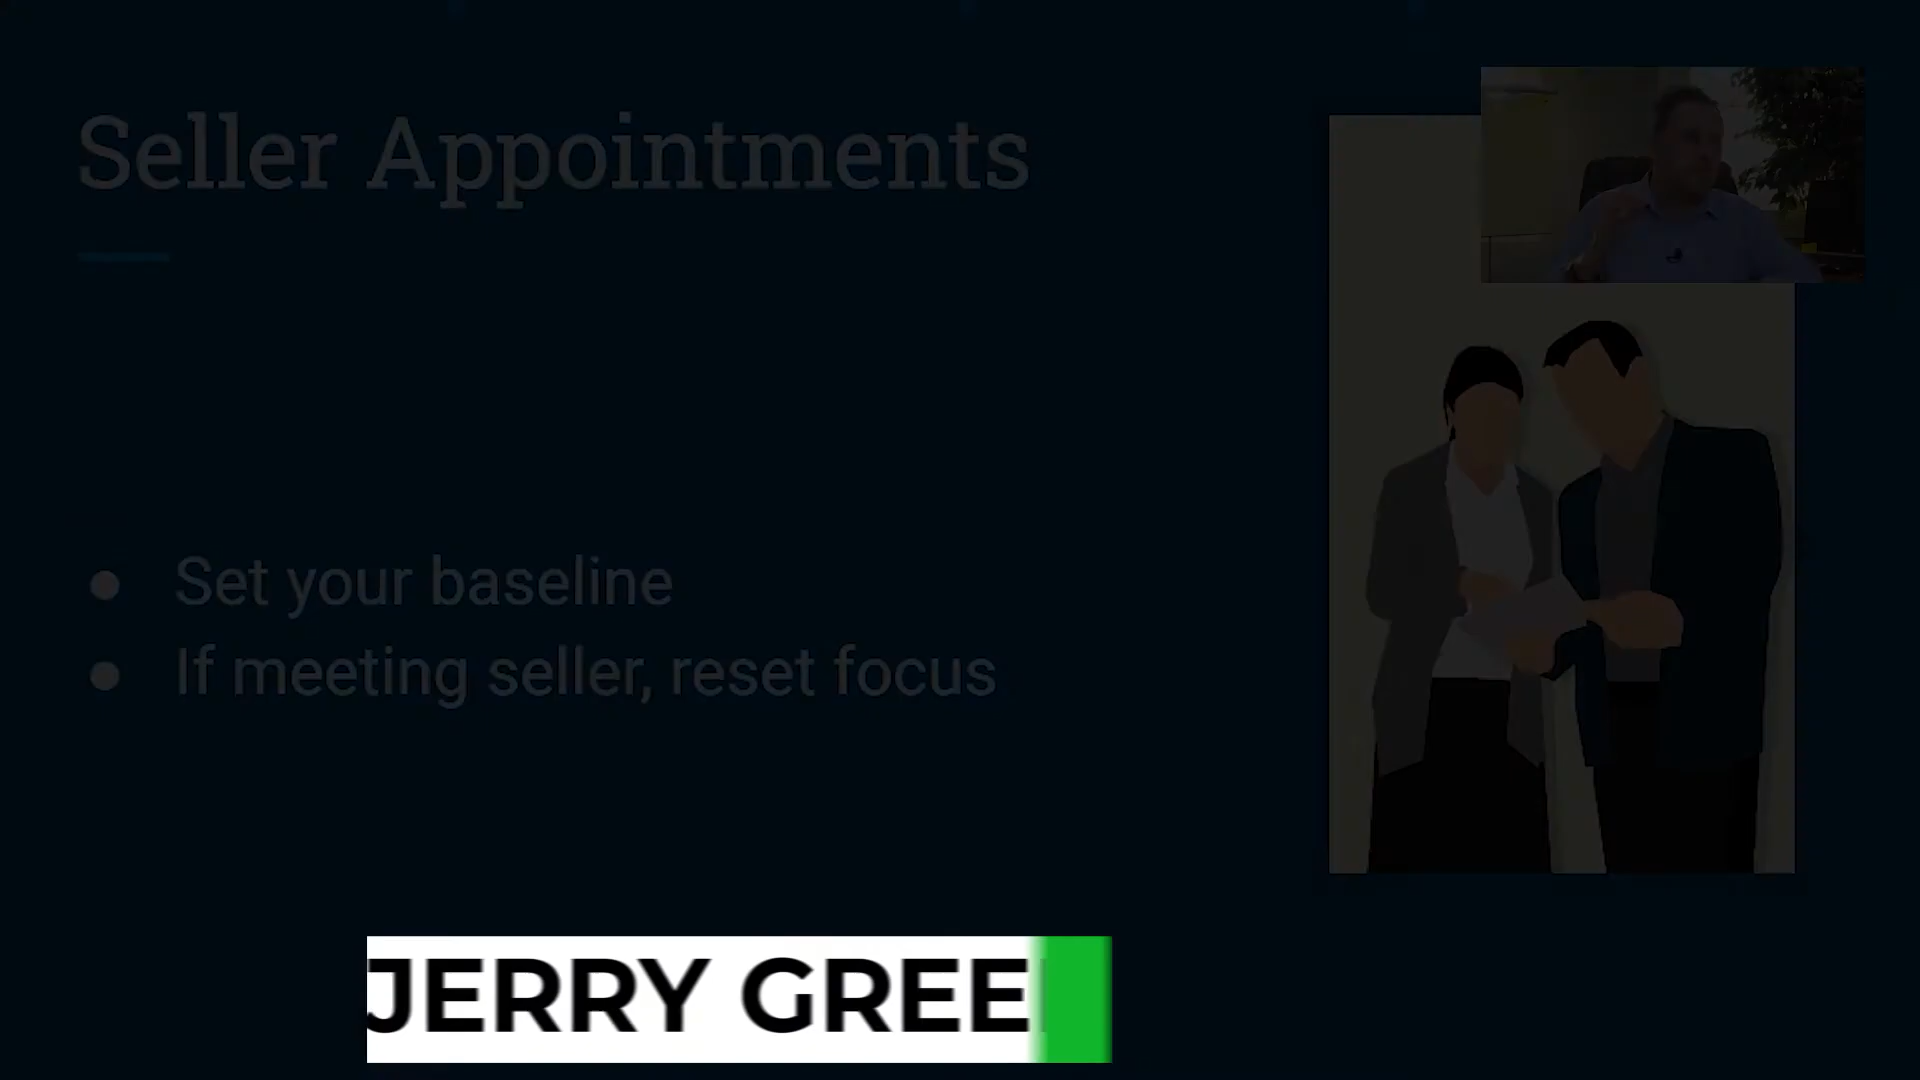 Seller Appointments
Set your baseline
If meeting seller, reset focus
JERRY GREE